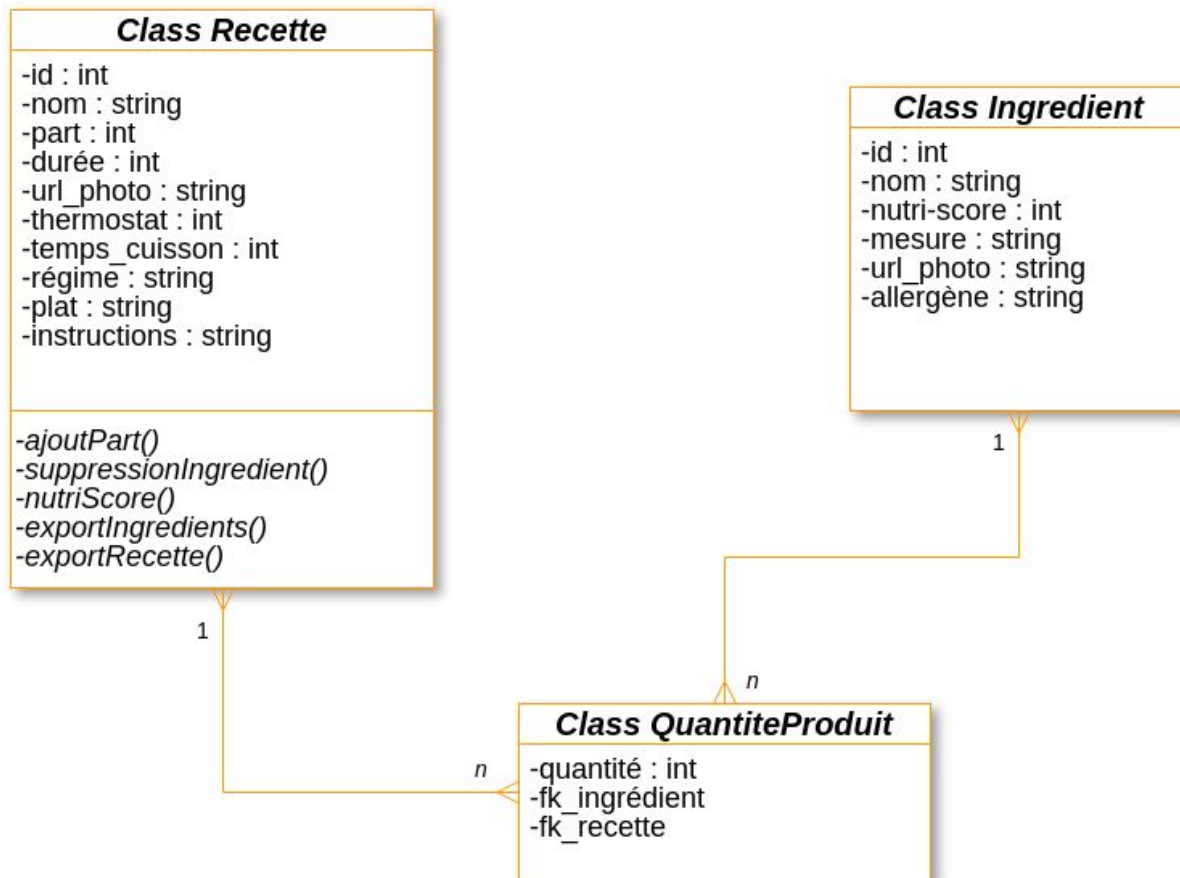 Class Recette
-id : int
-nom : string
-part : int
-durée : int
-url_photo : string
-thermostat : int
-temps_cuisson : int
-régime : string
-plat : string
-instructions : string
-ajoutPart()
-suppressionIngredient()
-nutriScore()
-exportIngredients()
-exportRecette()
1
n
Class Ingredient
-id : int
-nom : string
-nutri-score : int
-mesure : string
-url_photo : string
-allergène : string
1
n
Class QuantiteProduit
-quantité : int
-fk_ingrédient
-fk_recette